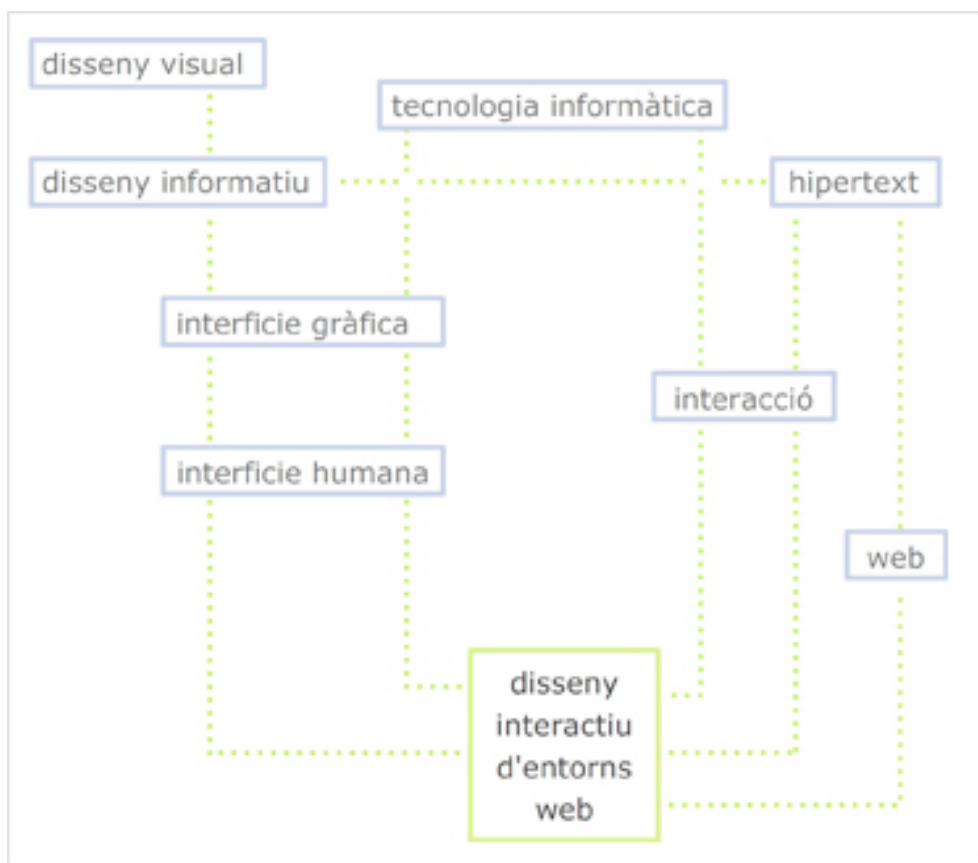 disseny visual
tecnologia informàtica
disseny informatiu
hipertext
interficie gràfica
interacció
interficie humana
web
disseny
interactiu
d'entorns
web